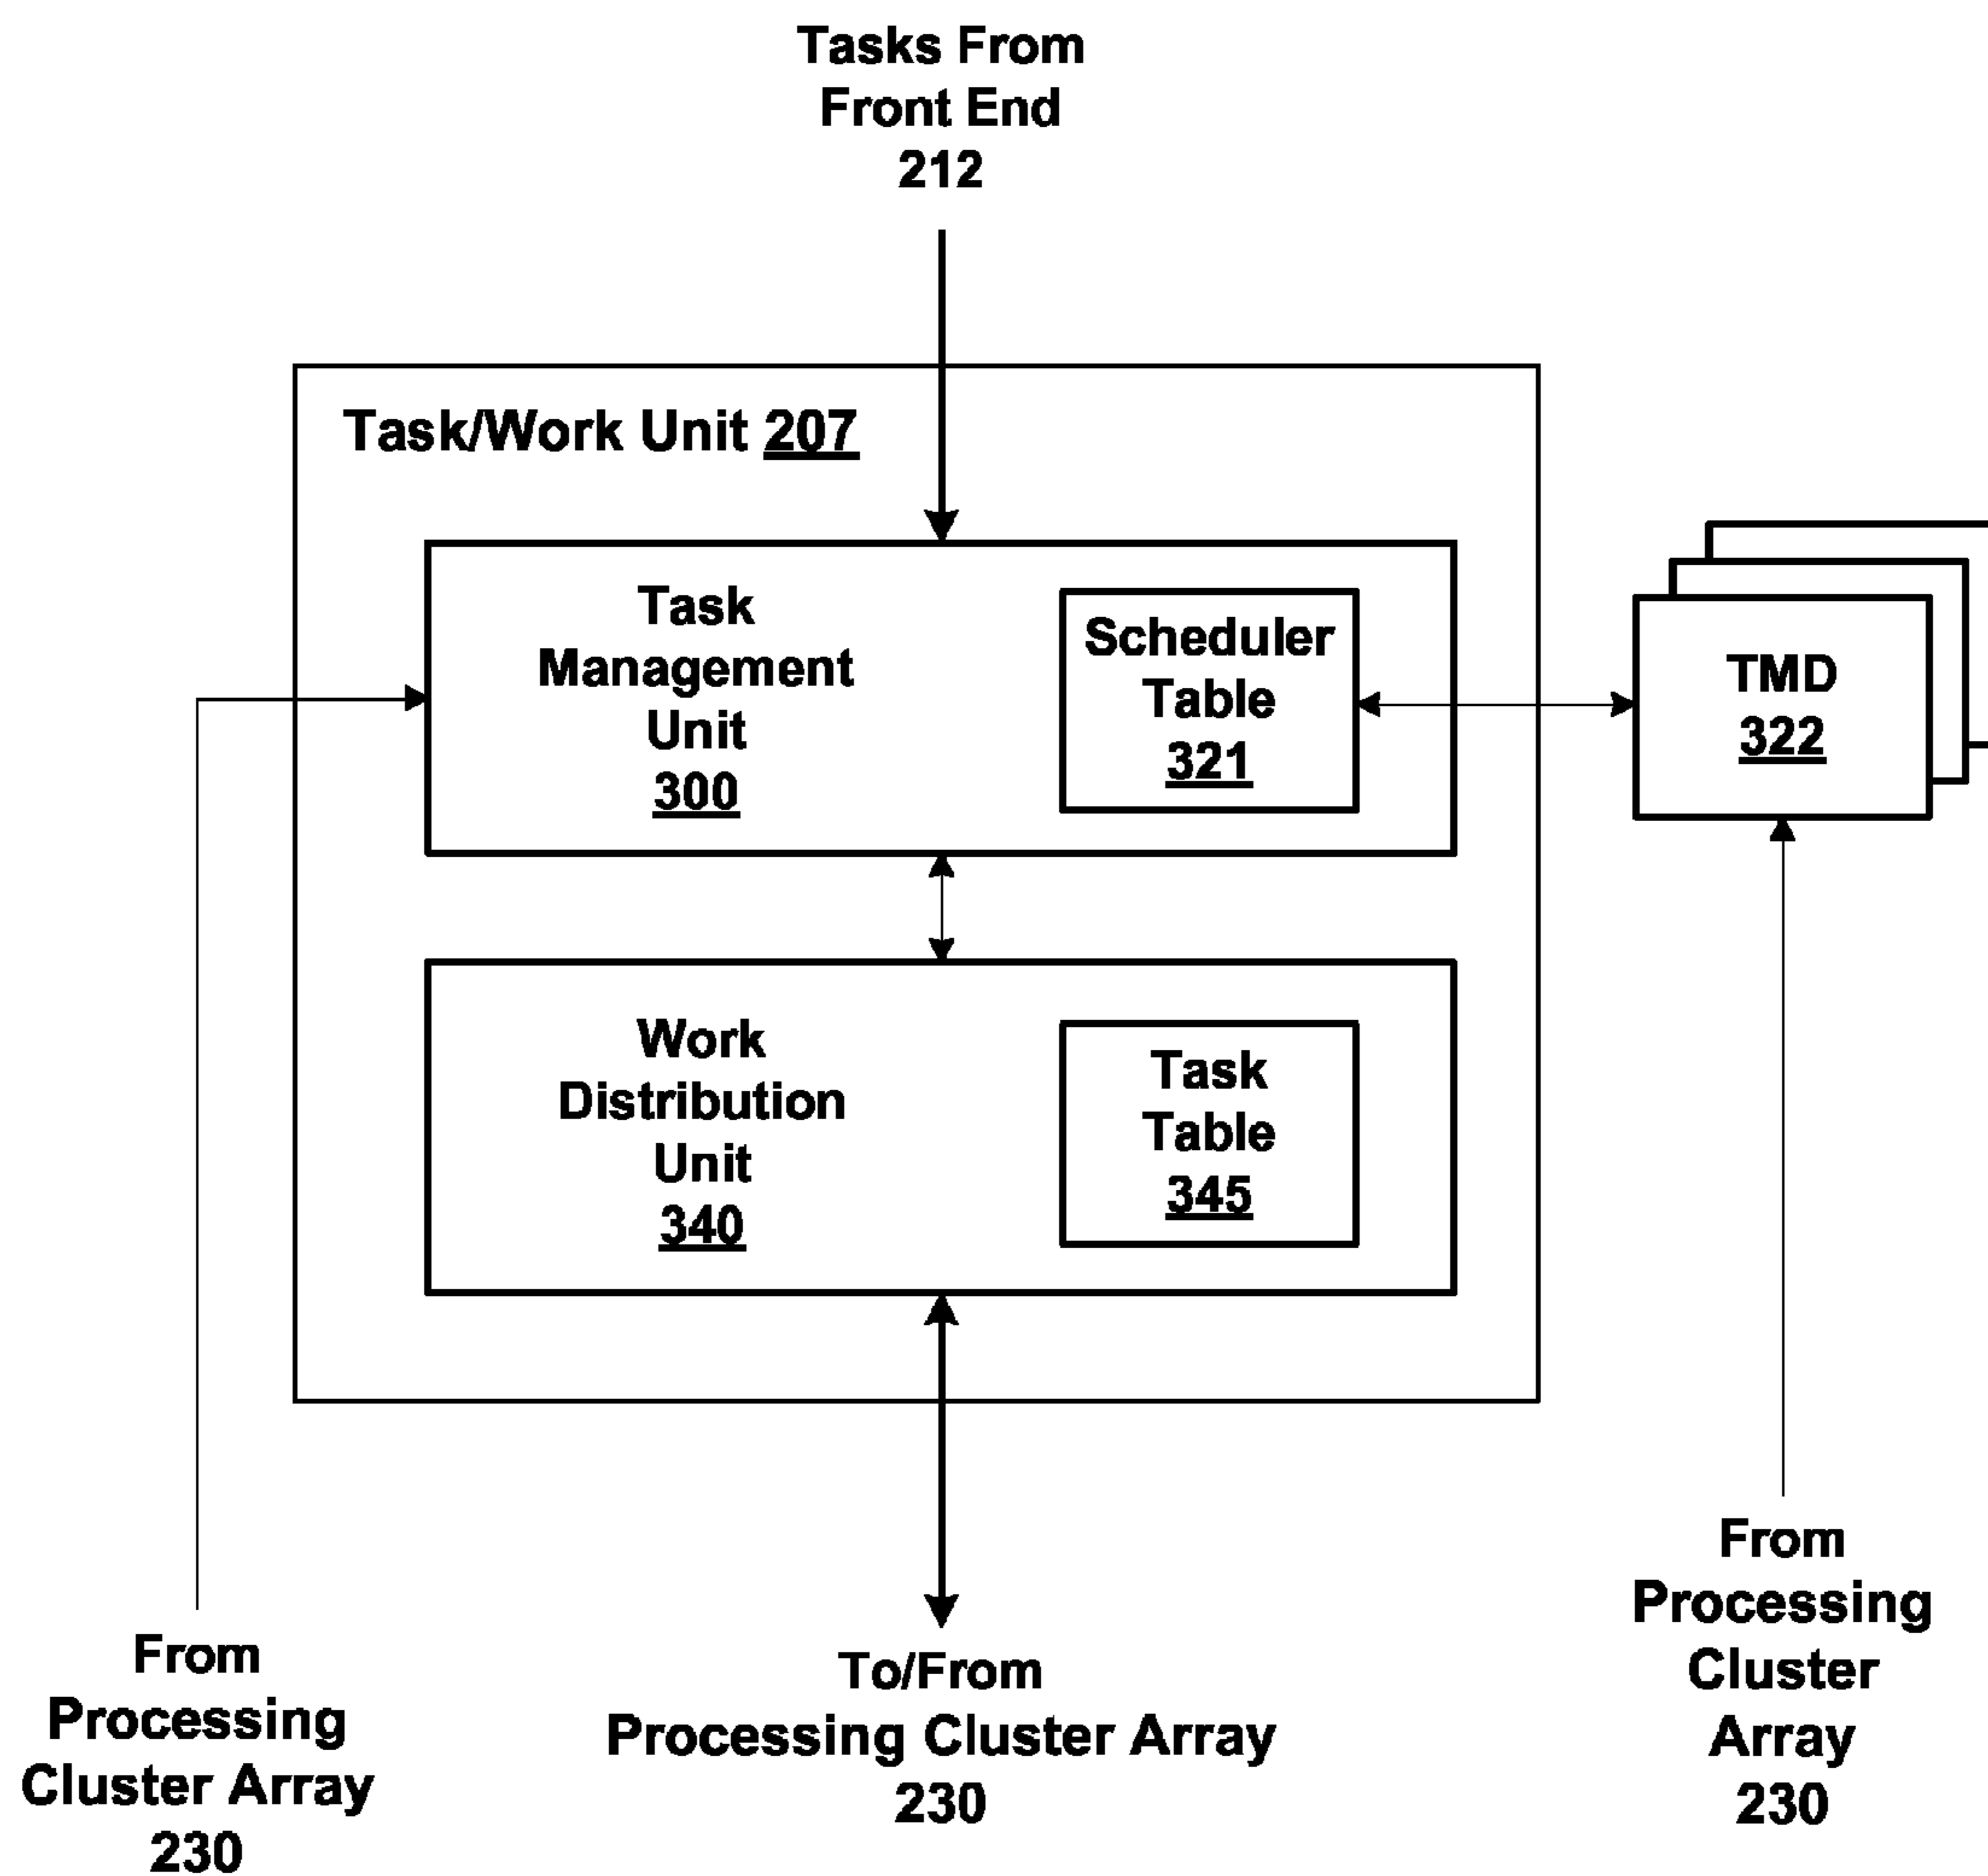 Tasks From
Front End
212
Task/Work Unit 207
Task
Management
Unit
300
Scheduler
Table
321
TMD
322
Work
Distribution
Unit
340
Task
Table
345
From
Processing
Cluster Array
230
To/From
Processing Cluster Array
230
From
Processing
Cluster
Array
230